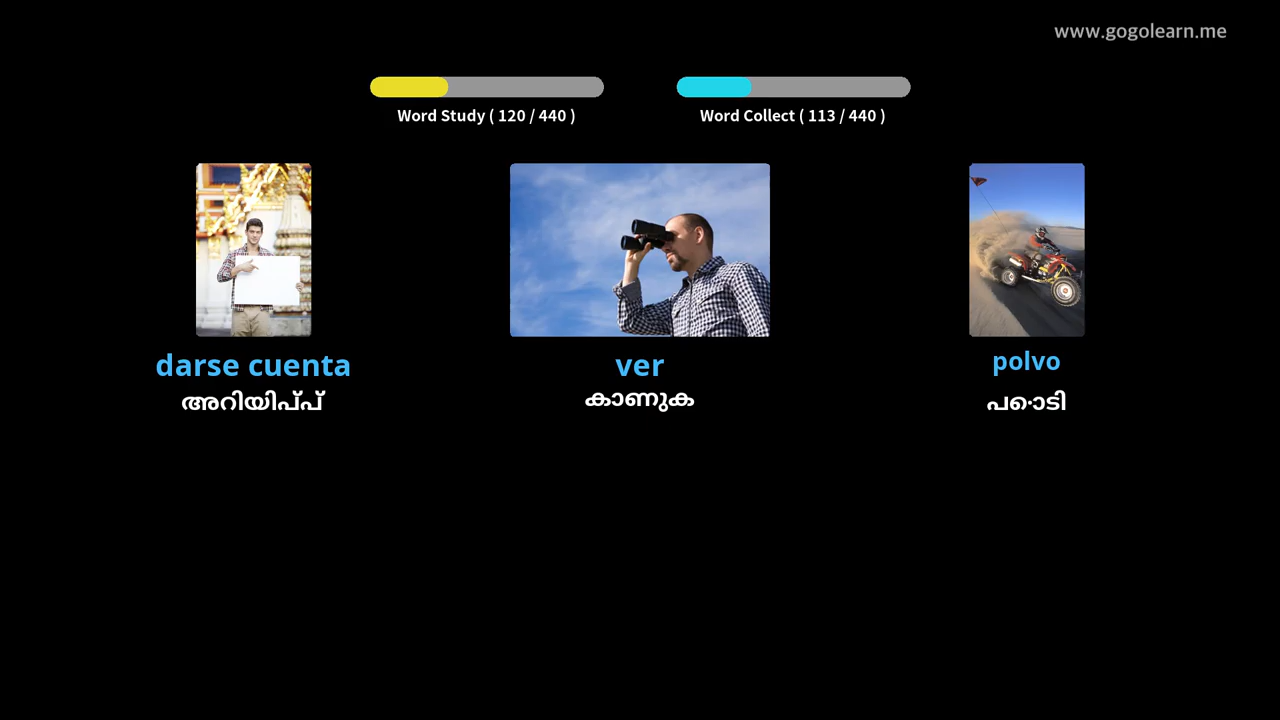 www.gogolearn.me
Word Study ( 120 / 440 )
Word Collect ( 113 / 440 )
darse cuenta
അറിയിപ്പ്
ver
കാണുക
polvo
പൊടി